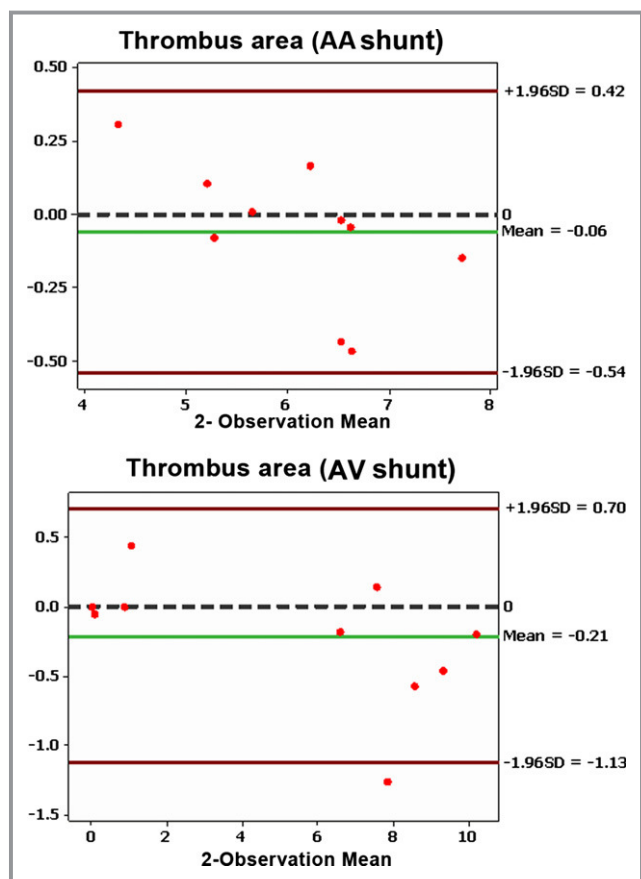 Thrombus area (AA shunt)
0.50
+1.96SD = 0.42
0.25
0.00
0
Mean = -0.06
-0.25
-0.50
-1.96SD = -0.54
4 5 6 7 8
2- Observation Mean
Thrombus area (AV shunt)
+1.96SD = 0.70
0.5
0.0
0
Mean = -0.21
-0.5
-1.0
-1.96SD = -1.13
-1.5
0 2 4 6 8 10
2-Observation Mean